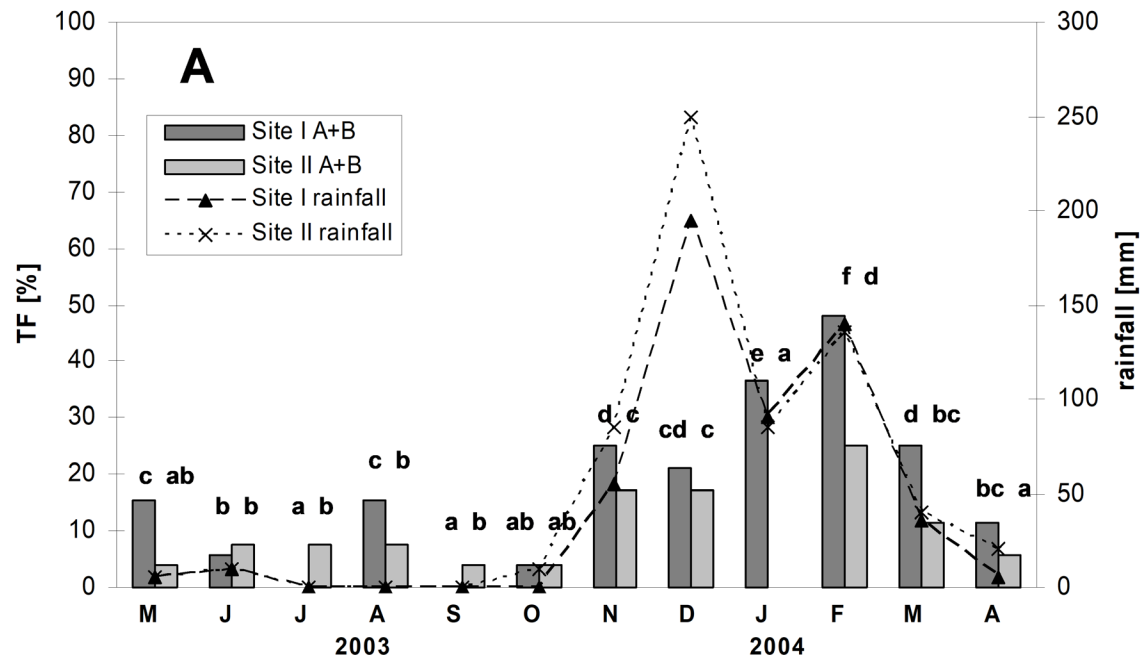 100
90
80
70
60
50
40
30
20
10
0
TF [%]
A
Site I A+B
Site II A+B
Site I rainfall
Site II rainfall
300
250
200
150
100
50
0
rainfall [mm]
c ab
b b
a b
c b
a b
ab ab
d c
cd c
e a
f d
d bc
bc a
M J J A S O N D J F M A
2003 2004